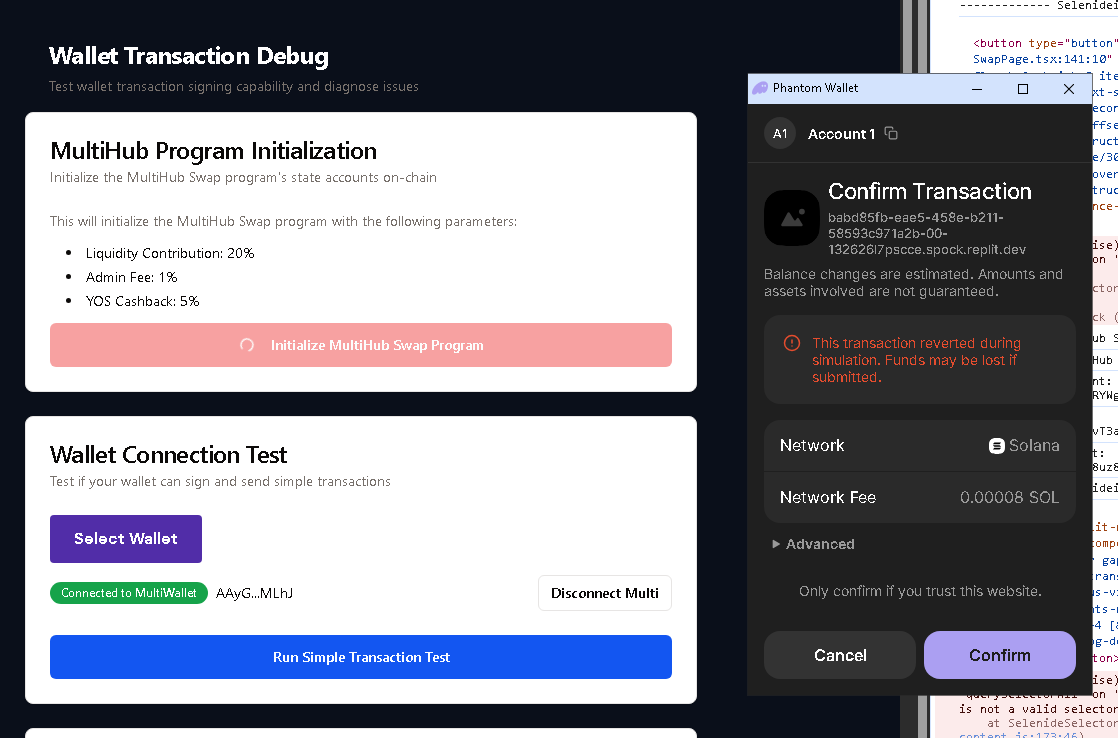 Wallet Transaction Debug
Test wallet transaction signing capability and diagnose issues
MultiHub Program Initialization
Initialize the MultiHub Swap program's state accounts on-chain
This will initialize the MultiHub Swap program with the following parameters:
Liquidity Contribution: 20%
Admin Fee: 1%
YOS Cashback: 5%
Initialize MultiHub Swap Program
Wallet Connection Test
Test if your wallet can sign and send simple transactions
Select Wallet
Connected to MultiWallet
AAyG...MLhJ
Disconnect Multi
Run Simple Transaction Test
Phantom Wallet
A1
Account 1
Confirm Transaction
babd85fb-eae5-458e-b211-
58593c971a2b-00-
132626l7pscce.spock.replit.dev
Balance changes are estimated. Amounts and
assets involved are not guaranteed.
This transaction reverted during
simulation. Funds may be lost if
submitted.
Network
Solana
Network Fee
0.00008 SOL
Advanced
Only confirm if you trust this website.
Cancel
Confirm
------------- Selenidei
<button type="button"
SwapPage.tsx:141:10"
is not a valid selector
at SelenideSelector
content.js:173:46)